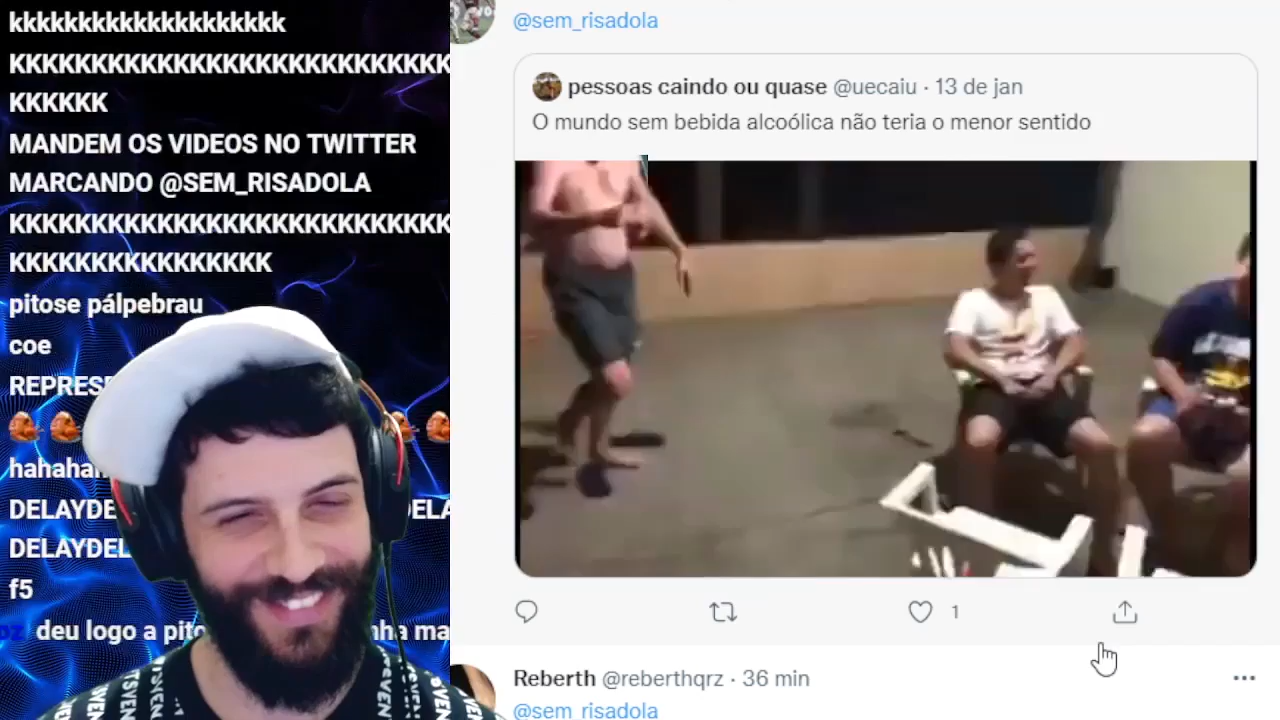 kkkkkkkkkkkkkkkkkkkk
KKKKKKKKKKKKKKKKKKKKKKKKKKK
KKKKKK
MANDEM OS VIDEOS NO TWITTER
MARCANDO @SEM_RISADOLA
KKKKKKKKKKKKKKKKKKKKKKKKKKK
KKKKKKKKKKKKKKKK
pitose pálpebrau
coe
f5
deu logo a
@sem_risadola
pessoas caindo ou quase @uecaiu · 13 de jan
O mundo sem bebida alcoólica não teria o menor sentido
1
Reberth @reberthqrz · 36 min
@sem_risadola